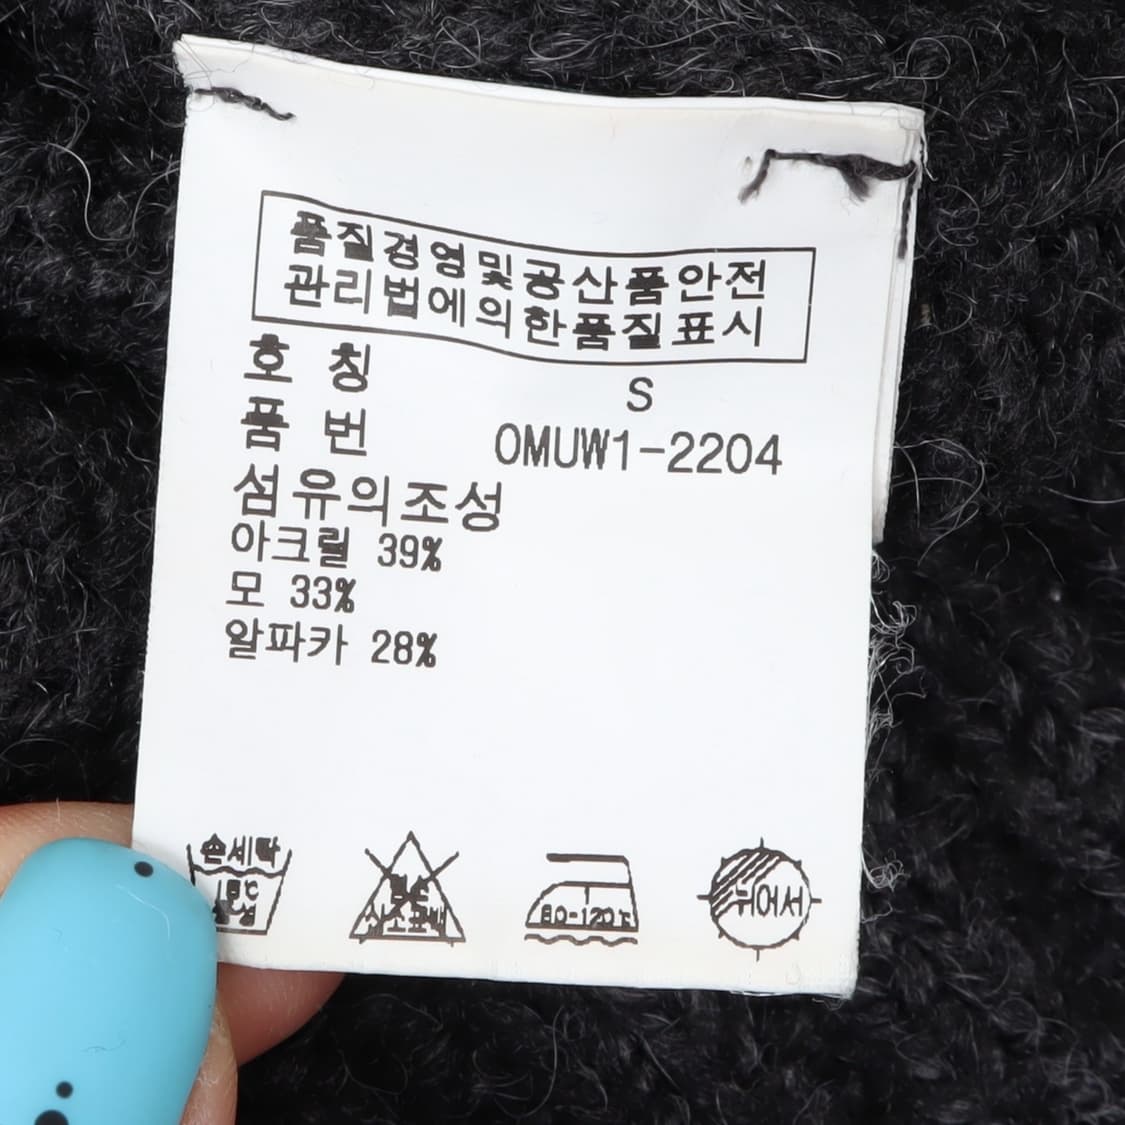 품질경영및공산품안전
관리법에의한품질표시
호 칭 S
품 번 OMUW1-2204
섬유의조성
아크릴 39%
모 33%
알파카 28%
손세탁
80-120℃
뉘어서